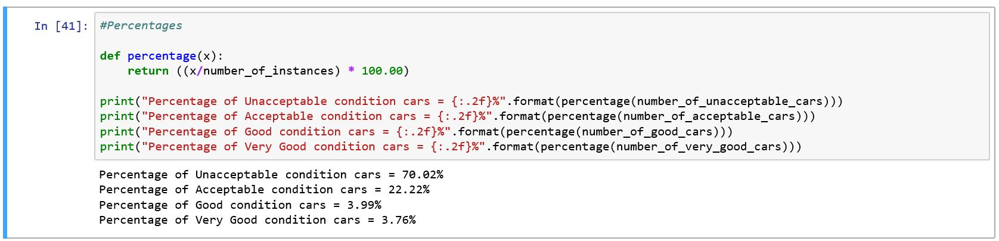 In [41]: #Percentages
def percentage(x):
    return ((x/number_of_instances) * 100.00)
print("Percentage of Unacceptable condition cars = {:.2f}%".format(percentage(number_of_unacceptable_cars)))
print("Percentage of Acceptable condition cars = {:.2f}%".format(percentage(number_of_acceptable_cars)))
print("Percentage of Good condition cars = {:.2f}%".format(percentage(number_of_good_cars)))
print("Percentage of Very Good condition cars = {:.2f}%".format(percentage(number_of_very_good_cars)))
Percentage of Unacceptable condition cars = 70.02%
Percentage of Acceptable condition cars = 22.22%
Percentage of Good condition cars = 3.99%
Percentage of Very Good condition cars = 3.76%